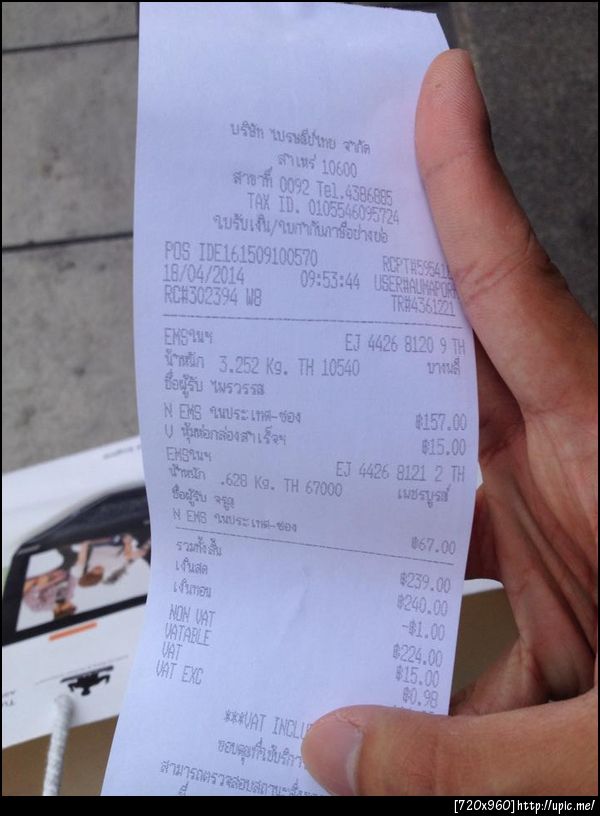 บริษัท ไปรษณีย์ไทย จำกัด
สำเหร่ 10600
สาขาที่ 0092 Tel.4386885
TAX ID. 0105546095724
ใบรับเงิน/ใบกำกับภาษีอย่างย่อ
POS IDE161509100570
18/04/2014 09:53:44
RC#302394 W8 TR#4361221
EMSในฯ EJ 4426 8120 9 TH
น้ำหนัก 3.252 Kg. TH 10540 บางพลี
ชื่อผู้รับ ไพรวรรส
N EMS ในประเทศ-ซอง ฿157.00
V หุ้มห่อกล่องสำเร็จฯ ฿15.00
EMSในฯ EJ 4426 8121 2 TH
น้ำหนัก .628 Kg. TH 67000 เพชรบูรณ์
ชื่อผู้รับ จรูญ
N EMS ในประเทศ-ซอง ฿67.00
รวมทั้งสิ้น ฿239.00
เงินสด ฿240.00
เงินทอน -฿1.00
NON VAT ฿224.00
VATABLE ฿15.00
VAT ฿0.98
VAT EXC
***VAT INCLU
ขอบคุณที่ใช้บริการ
[720x960]http://upic.me/